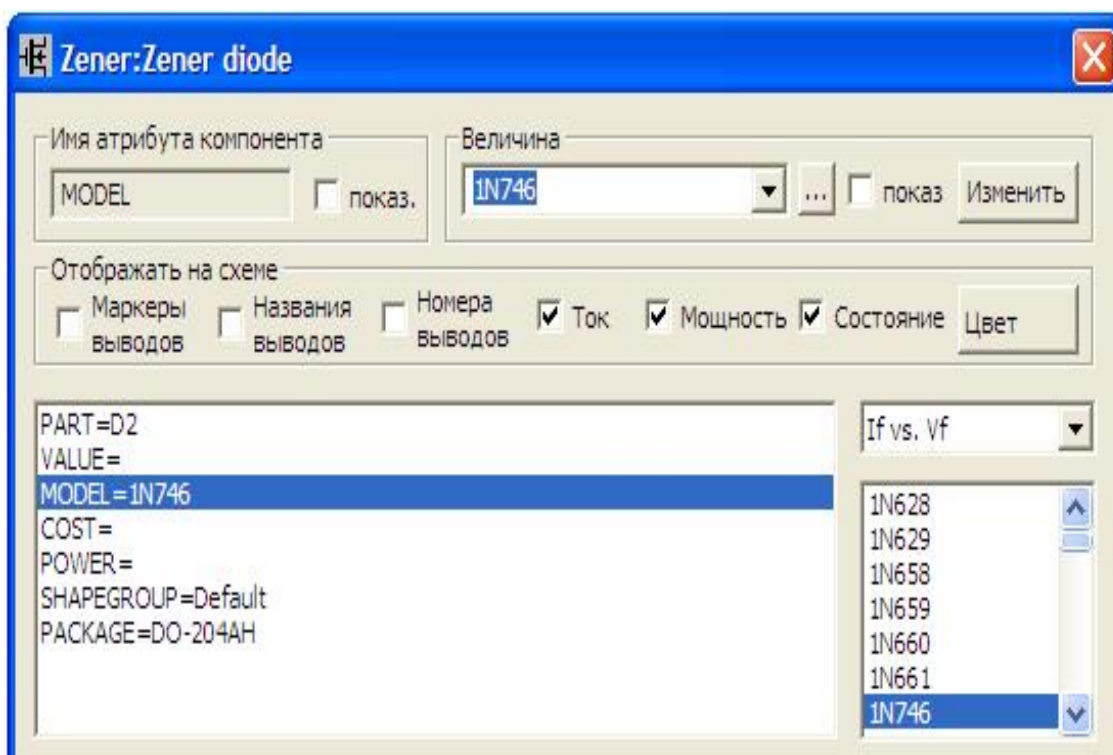 Zener:Zener diode
Имя атрибута компонента
Величина
MODEL
показ.
1N746
...
показ
Изменить
Отображать на схеме
Маркеры
выводов
Названия
выводов
Номера
выводов
Ток
Мощность
Состояние
Цвет
PART=D2
VALUE=
MODEL=1N746
COST=
POWER=
SHAPEGROUP=Default
PACKAGE=DO-204AH
If vs. Vf
1N628
1N629
1N658
1N659
1N660
1N661
1N746